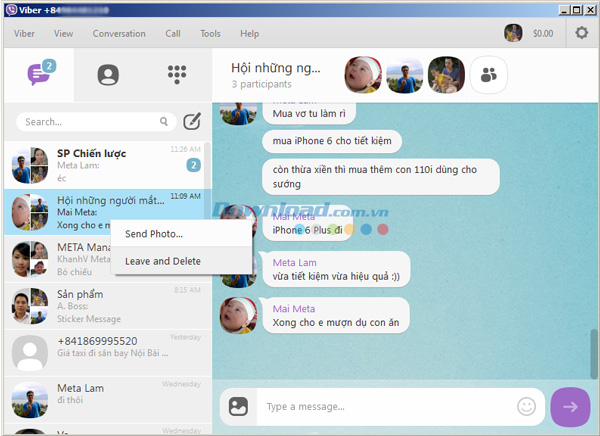 Viber +84
Viber View Conversation Call Tools Help $0.00
2
Hội những ng...
3 participants
Search...
SP Chiến lược 11:26 AM
Meta Lam: 2
éc
Hội những người mất... 11:09 AM
Mai Meta:
Xong cho e m
META Mana
KhanhV Meta
Bó chiếu
Sản phẩm 8:15 AM
A. Boss:
Sticker Message
+841869995520 Yesterday
Giá taxi đi sân bay Nội Bài ...
Meta Lam Wednesday
đi thôi
Wednesday
Send Photo...
Leave and Delete
Meta Lam
Mua vơ tu làm rì
mua iPhone 6 cho tiết kiệm
còn thừa xiền thì mua thêm con 110i dùng cho
sướng
Download.com.vn
Mai Meta
iPhone 6 Plus đi
Meta Lam
vừa tiết kiệm vừa hiệu quả :))
Mai Meta
Xong cho e mượn dụ con ăn
Type a message...